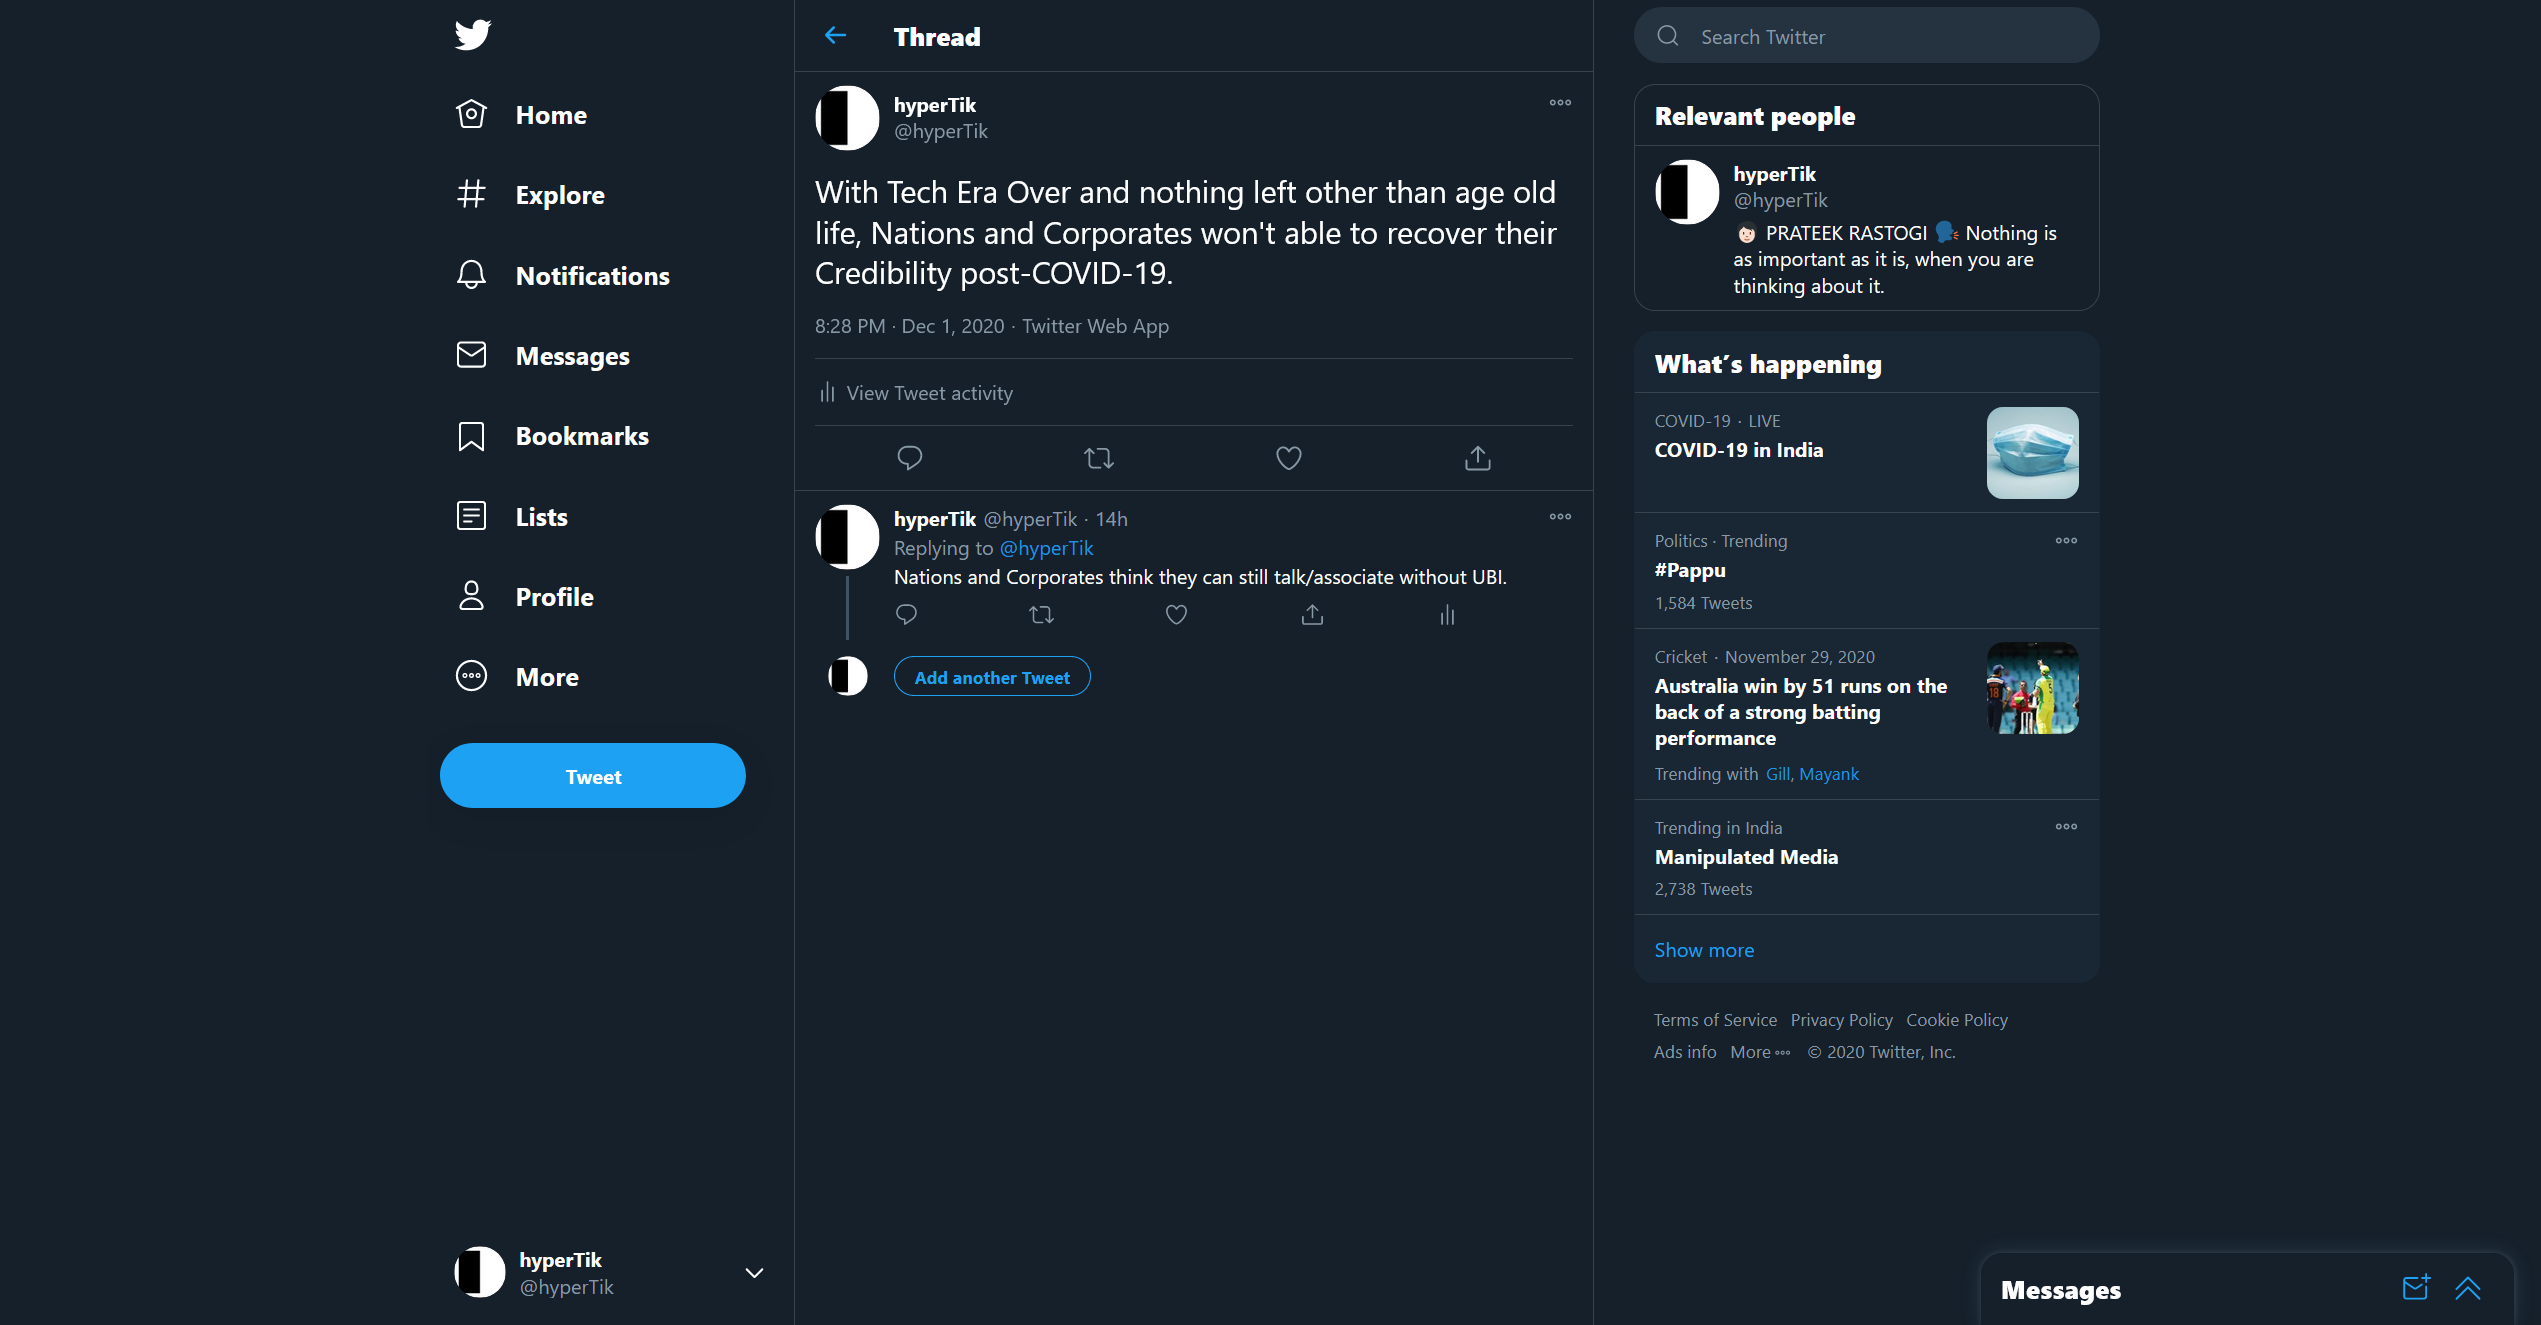 Home
Explore
Notifications
Messages
Bookmarks
Lists
Profile
More
Tweet
hyperTik
@hyperTik
Thread
hyperTik
@hyperTik
With Tech Era Over and nothing left other than age old
life, Nations and Corporates won't able to recover their
Credibility post-COVID-19.
8:28 PM · Dec 1, 2020 · Twitter Web App
View Tweet activity
hyperTik @hyperTik · 14h
Replying to @hyperTik
Nations and Corporates think they can still talk/associate without UBI.
Add another Tweet
Search Twitter
Relevant people
hyperTik
@hyperTik
PRATEEK RASTOGI Nothing is
as important as it is, when you are
thinking about it.
What's happening
COVID-19 · LIVE
COVID-19 in India
Politics · Trending
#Pappu
1,584 Tweets
Cricket · November 29, 2020
Australia win by 51 runs on the
back of a strong batting
performance
Trending with Gill, Mayank
18
5
Trending in India
Manipulated Media
2,738 Tweets
Show more
Terms of Service Privacy Policy Cookie Policy
Ads info More © 2020 Twitter, Inc.
Messages